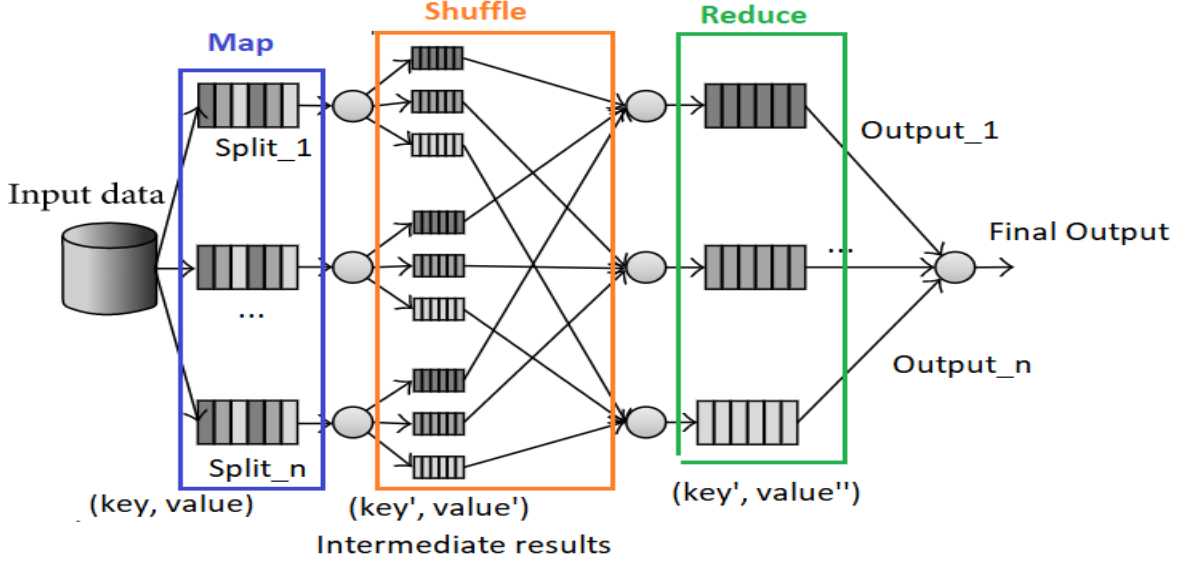 Shuffle
Reduce
Map
Split_1
Output_1
Input data
...
Final Output
...
Output_n
Split_n
(key, value)
(key', value')
(key', value'')
Intermediate results